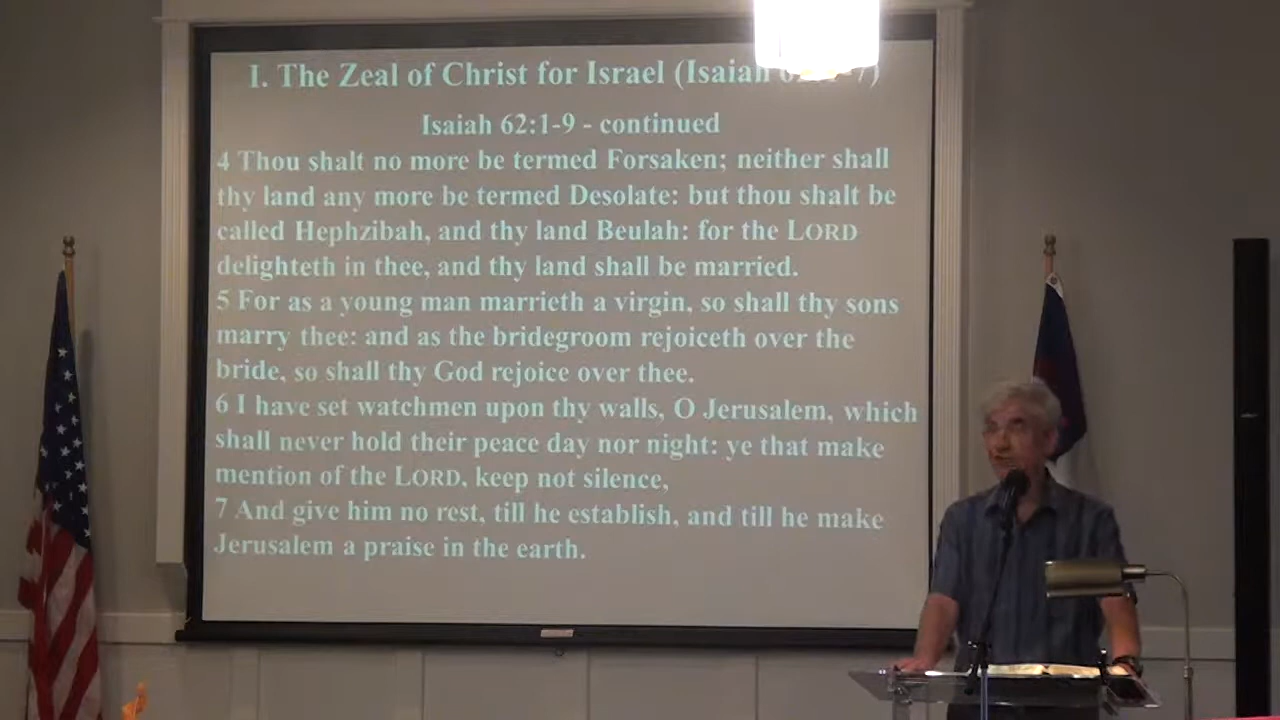 I. The Zeal of Christ for Israel (Isaiah
Isaiah 62:1-9 - continued
4 Thou shalt no more be termed Forsaken; neither shall
thy land any more be termed Desolate: but thou shalt be
called Hephzibah, and thy land Beulah: for the LORD
delighteth in thee, and thy land shall be married.
5 For as a young man marrieth a virgin, so shall thy sons
marry thee: and as the bridegroom rejoiceth over the
bride, so shall thy God rejoice over thee.
6 I have set watchmen upon thy walls, O Jerusalem, which
shall never hold their peace day nor night: ye that make
mention of the LORD, keep not silence,
7 And give him no rest, till he establish, and till he make
Jerusalem a praise in the earth.